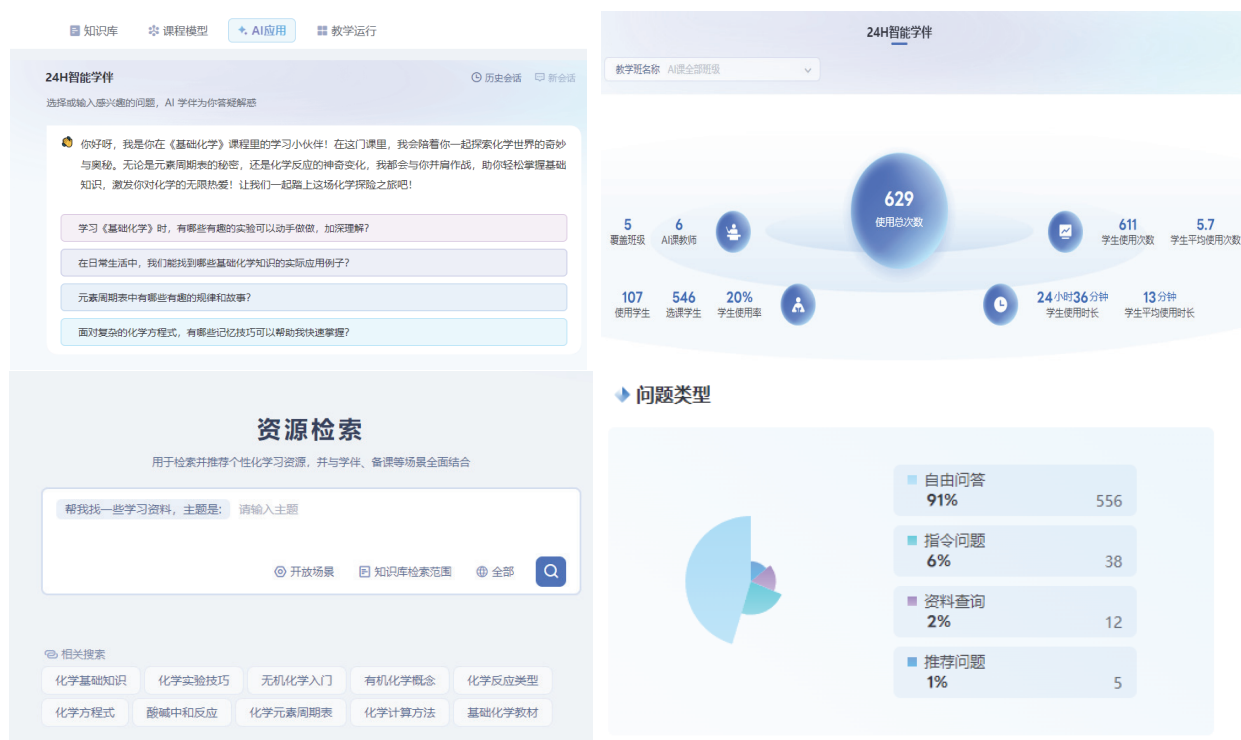 知识库 课程模型 AI应用 教学运行
24H智能学伴 历史会话 新会话
选择或输入感兴趣的问题，AI 学伴为你答疑解惑
你好呀，我是你在《基础化学》课程里的学习小伙伴！在这门课里，我会陪着你一起探索化学世界的奇妙
与奥秘。无论是元素周期表的秘密，还是化学反应的神奇变化，我都会与你并肩作战，助你轻松掌握基础
知识，激发你对化学的无限热爱！让我们一起踏上这场化学探险之旅吧！
学习《基础化学》时，有哪些有趣的实验可以动手做做，加深理解？
在日常生活中，我们能找到哪些基础化学知识的实际应用例子？
元素周期表中有哪些有趣的规律和故事？
面对复杂的化学方程式，有哪些记忆技巧可以帮助我快速掌握？
24H智能学伴
教学班名称 AI课全部班级
629
使用总次数
5 6 611 5.7
覆盖班级 AI课教师 学生使用次数 学生平均使用次数
107 546 20% 24小时36分钟 13分钟
使用学生 选课学生 学生使用率 学生使用时长 学生平均使用时长
资源检索
用于检索并推荐个性化学习资源，并与学伴、备课等场景全面结合
帮我找一些学习资料，主题是: 请输入主题
开放场景 知识库检索范围 全部
相关搜索
化学基础知识 化学实验技巧 无机化学入门 有机化学概念 化学反应类型
化学方程式 酸碱中和反应 化学元素周期表 化学计算方法 基础化学教材
问题类型
自由问答
91% 556
指令问题
6% 38
资料查询
2% 12
推荐问题
1% 5